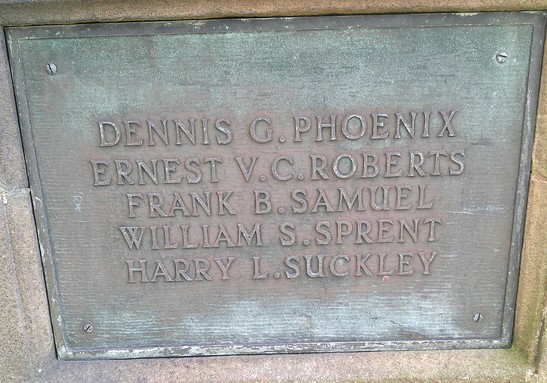 DENNIS G. PHOENIX
ERNEST V.C. ROBERTS
FRANK B. SAMUEL
WILLIAM S. SPRENT
HARRY L. SUCKLEY